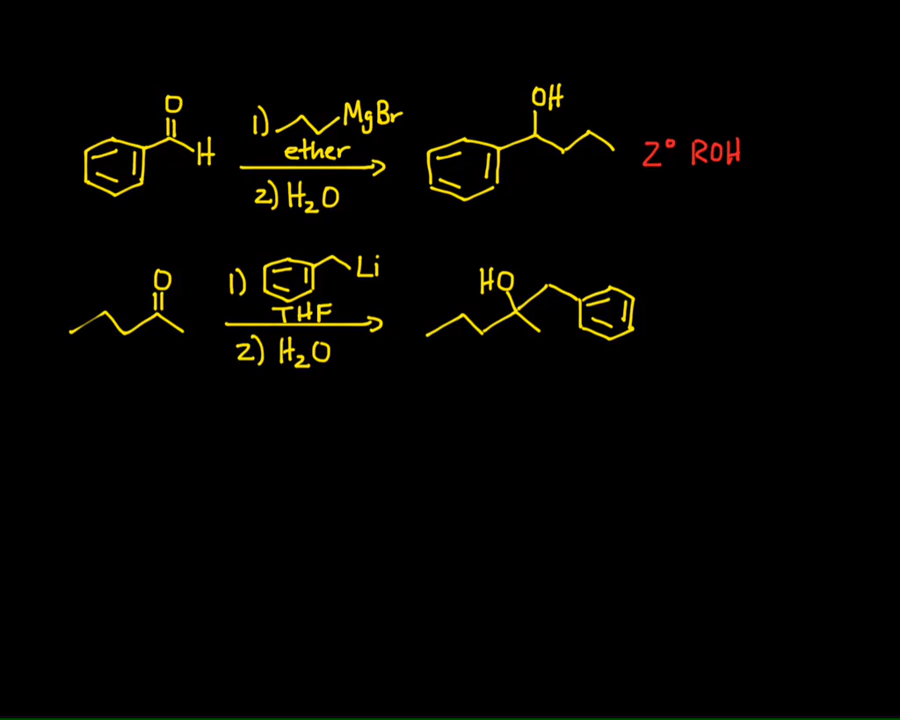 O
H
1) MgBr
ether
2) H₂O
OH
2° ROH
O
1) Li
THF
2) H₂O
HO